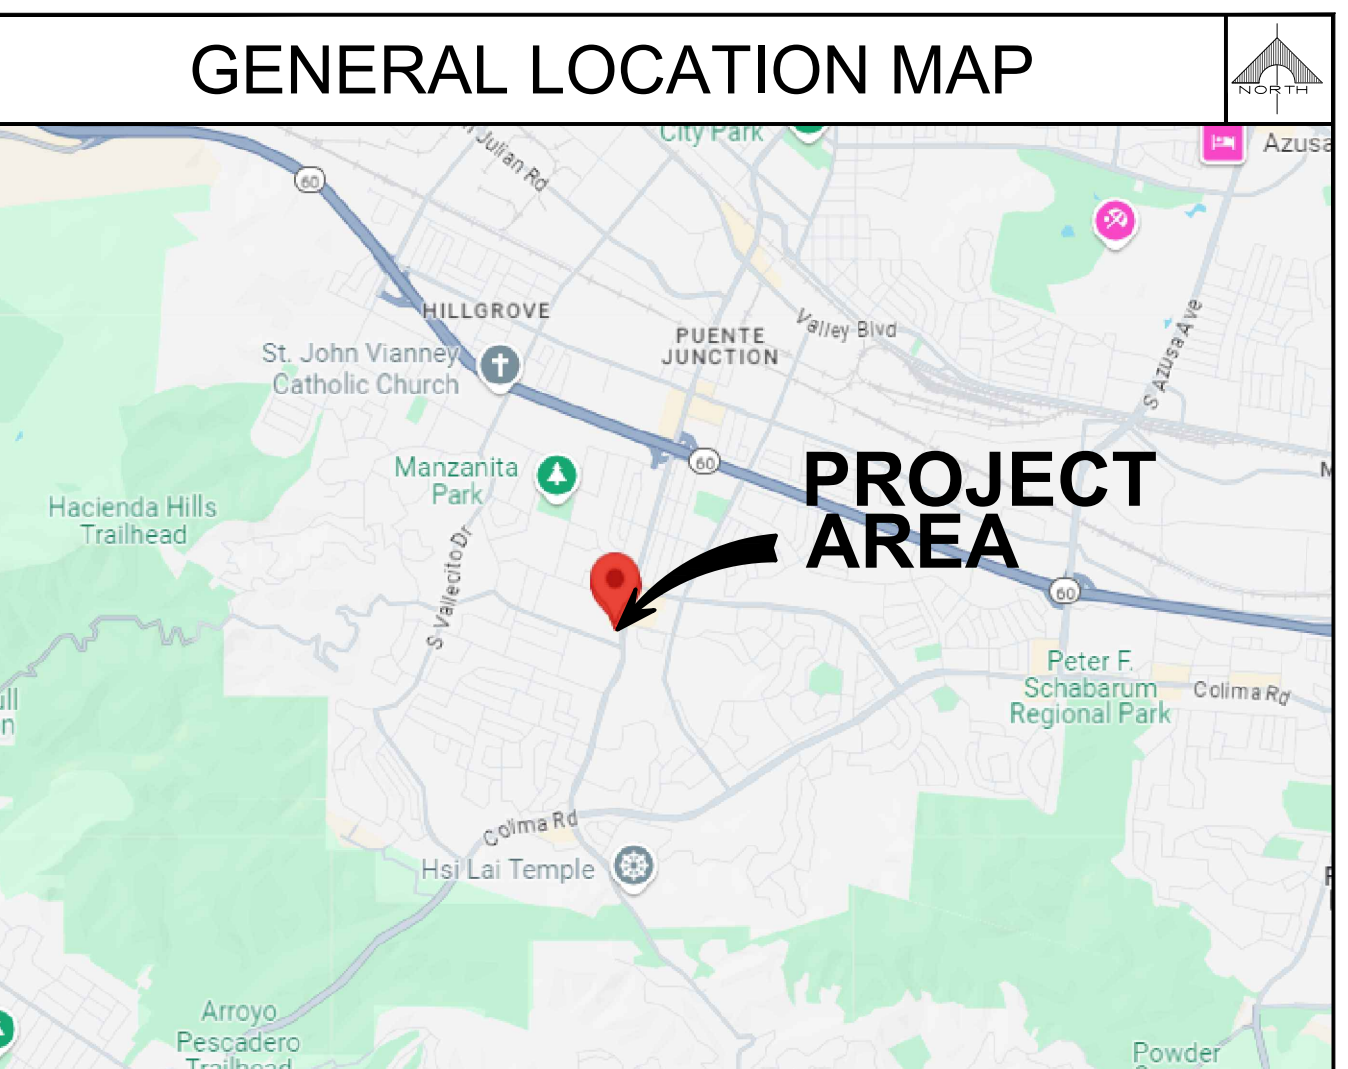 GENERAL LOCATION MAP
NORTH
City Park
Julian Rd
Azusa
60
HILLGROVE
PUENTE
JUNCTION
Valley Blvd
S Azusa Ave
St. John Vianney
Catholic Church
60
Manzanita
Park
PROJECT
AREA
Hacienda Hills
Trailhead
S Vallecito Dr
60
Peter F.
Schabarum
Regional Park
Colima Rd
Colima Rd
Hsi Lai Temple
Arroyo
Pescadero
Trailhead
Powder